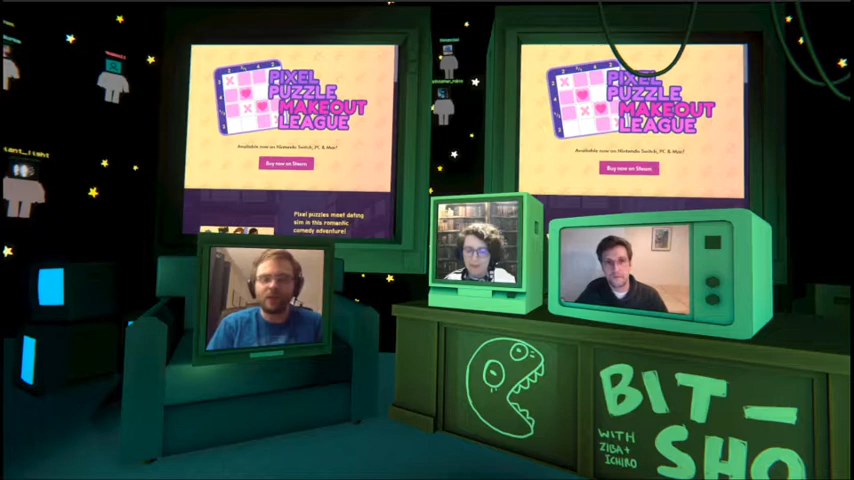 PIXEL
PUZZLE
MAKEOUT
LEAGUE
Available now on Nintendo Switch, PC & Mac!
Buy now on Steam
Pixel puzzles meet dating
sim in this romantic
comedy adventure!
PIXEL
PUZZLE
MAKEOUT
LEAGUE
Available now on Nintendo Switch, PC & Mac!
Buy now on Steam
BIT-
SHO
WITH
ZIBA+
ICHIRO